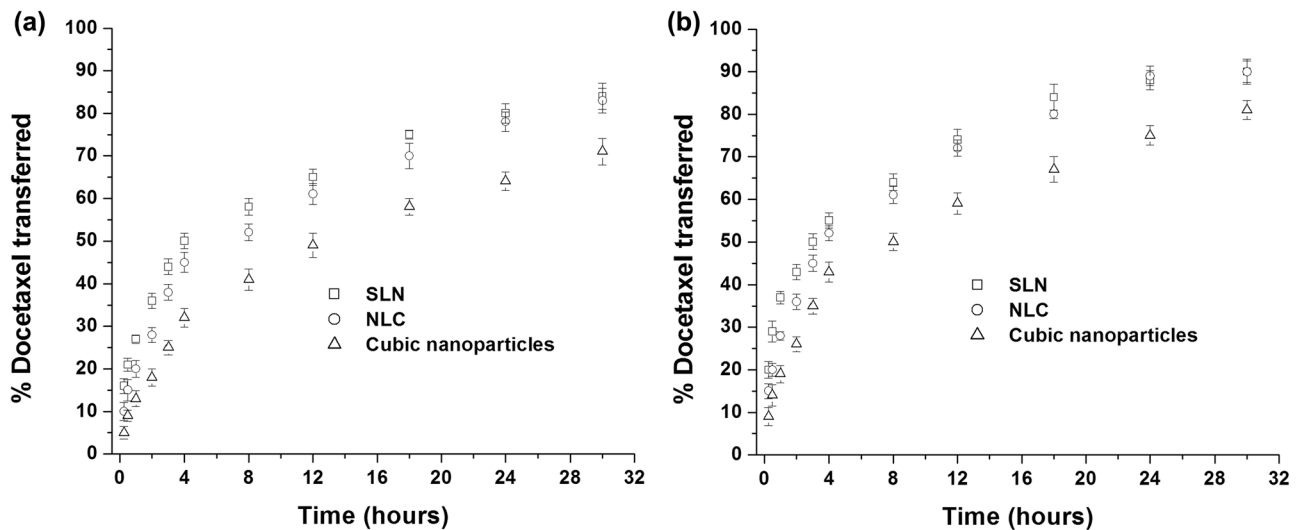 (a)
% Docetaxel transferred
100
90
80
70
60
50
40
30
20
10
0
SLN
NLC
Cubic nanoparticles
0 4 8 12 16 20 24 28 32
Time (hours)
(b)
% Docetaxel transferred
100
90
80
70
60
50
40
30
20
10
0
SLN
NLC
Cubic nanoparticles
0 4 8 12 16 20 24 28 32
Time (hours)